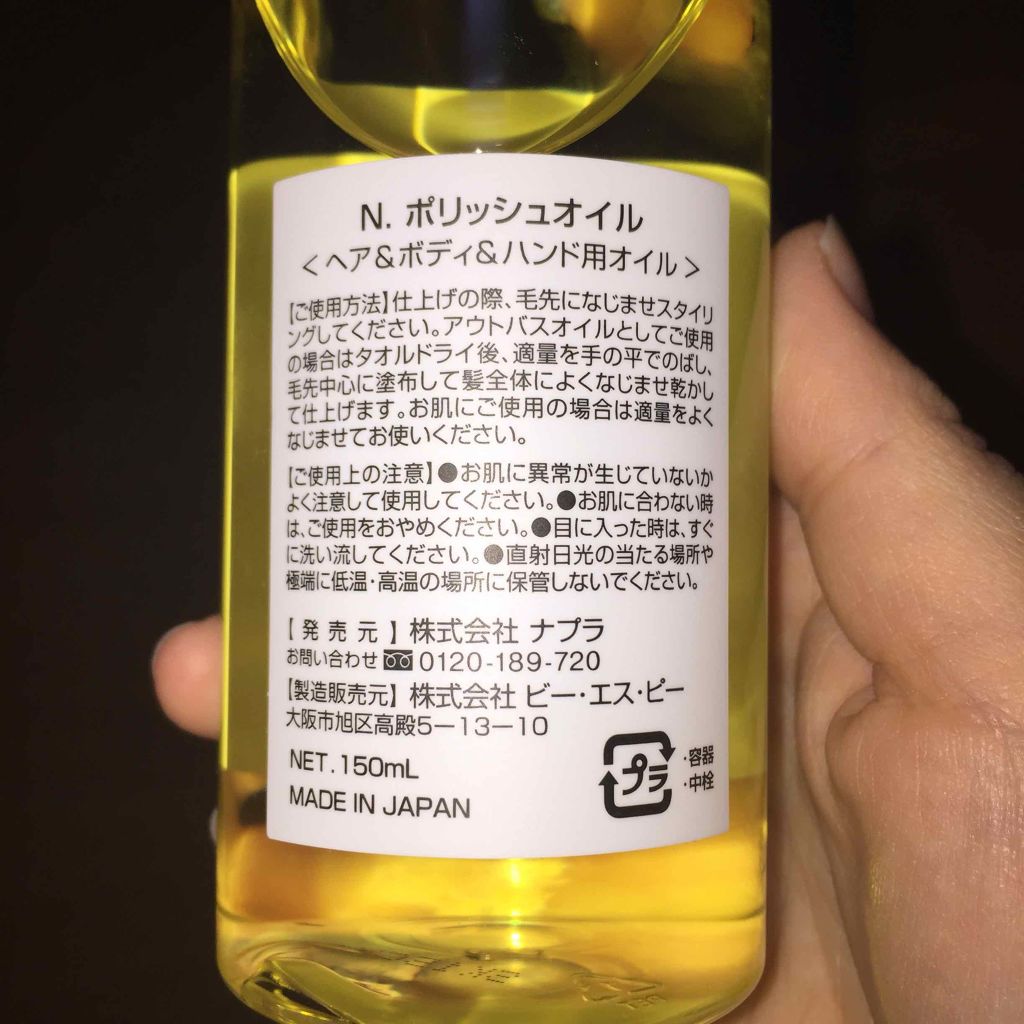 N. ポリッシュオイル
<ヘア&ボディ&ハンド用オイル>
【ご使用方法】仕上げの際、毛先になじませスタイリ
ングしてください。アウトバスオイルとしてご使用
の場合はタオルドライ後、適量を手の平でのばし、
毛先中心に塗布して髪全体によくなじませ乾かし
て仕上げます。お肌にご使用の場合は適量をよく
なじませてお使いください。
【ご使用上の注意】●お肌に異常が生じていないか
よく注意して使用してください。●お肌に合わない時
は、ご使用をおやめください。●目に入った時は、すぐ
に洗い流してください。●直射日光の当たる場所や
極端に低温・高温の場所に保管しないでください。
【発売元】株式会社 ナプラ
お問い合わせ 0120-189-720
【製造販売元】株式会社 ビー・エス・ピー
大阪市旭区高殿5−13−10
NET.150mL
MADE IN JAPAN
プラ
・容器
・中栓